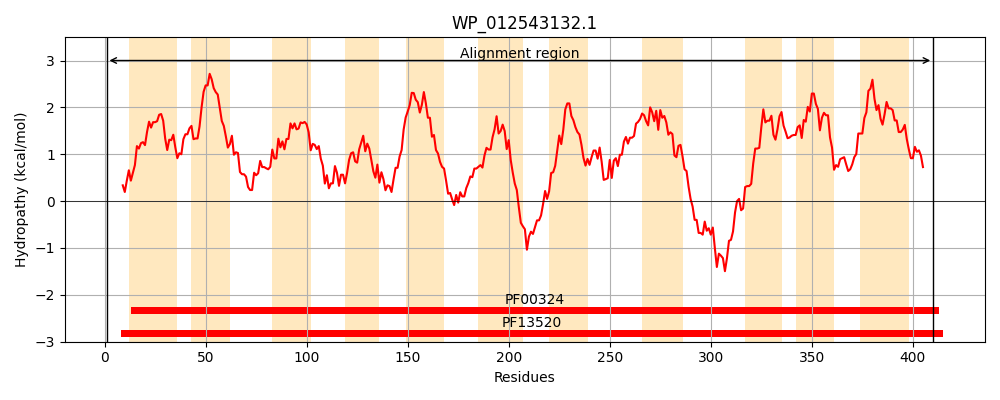 WP_012543132.1
Alignment region
Hydropathy (kcal/mol)
3
2
1
0
−1
−2
−3
PF00324
PF13520
0 50 100 150 200 250 300 350 400
Residues